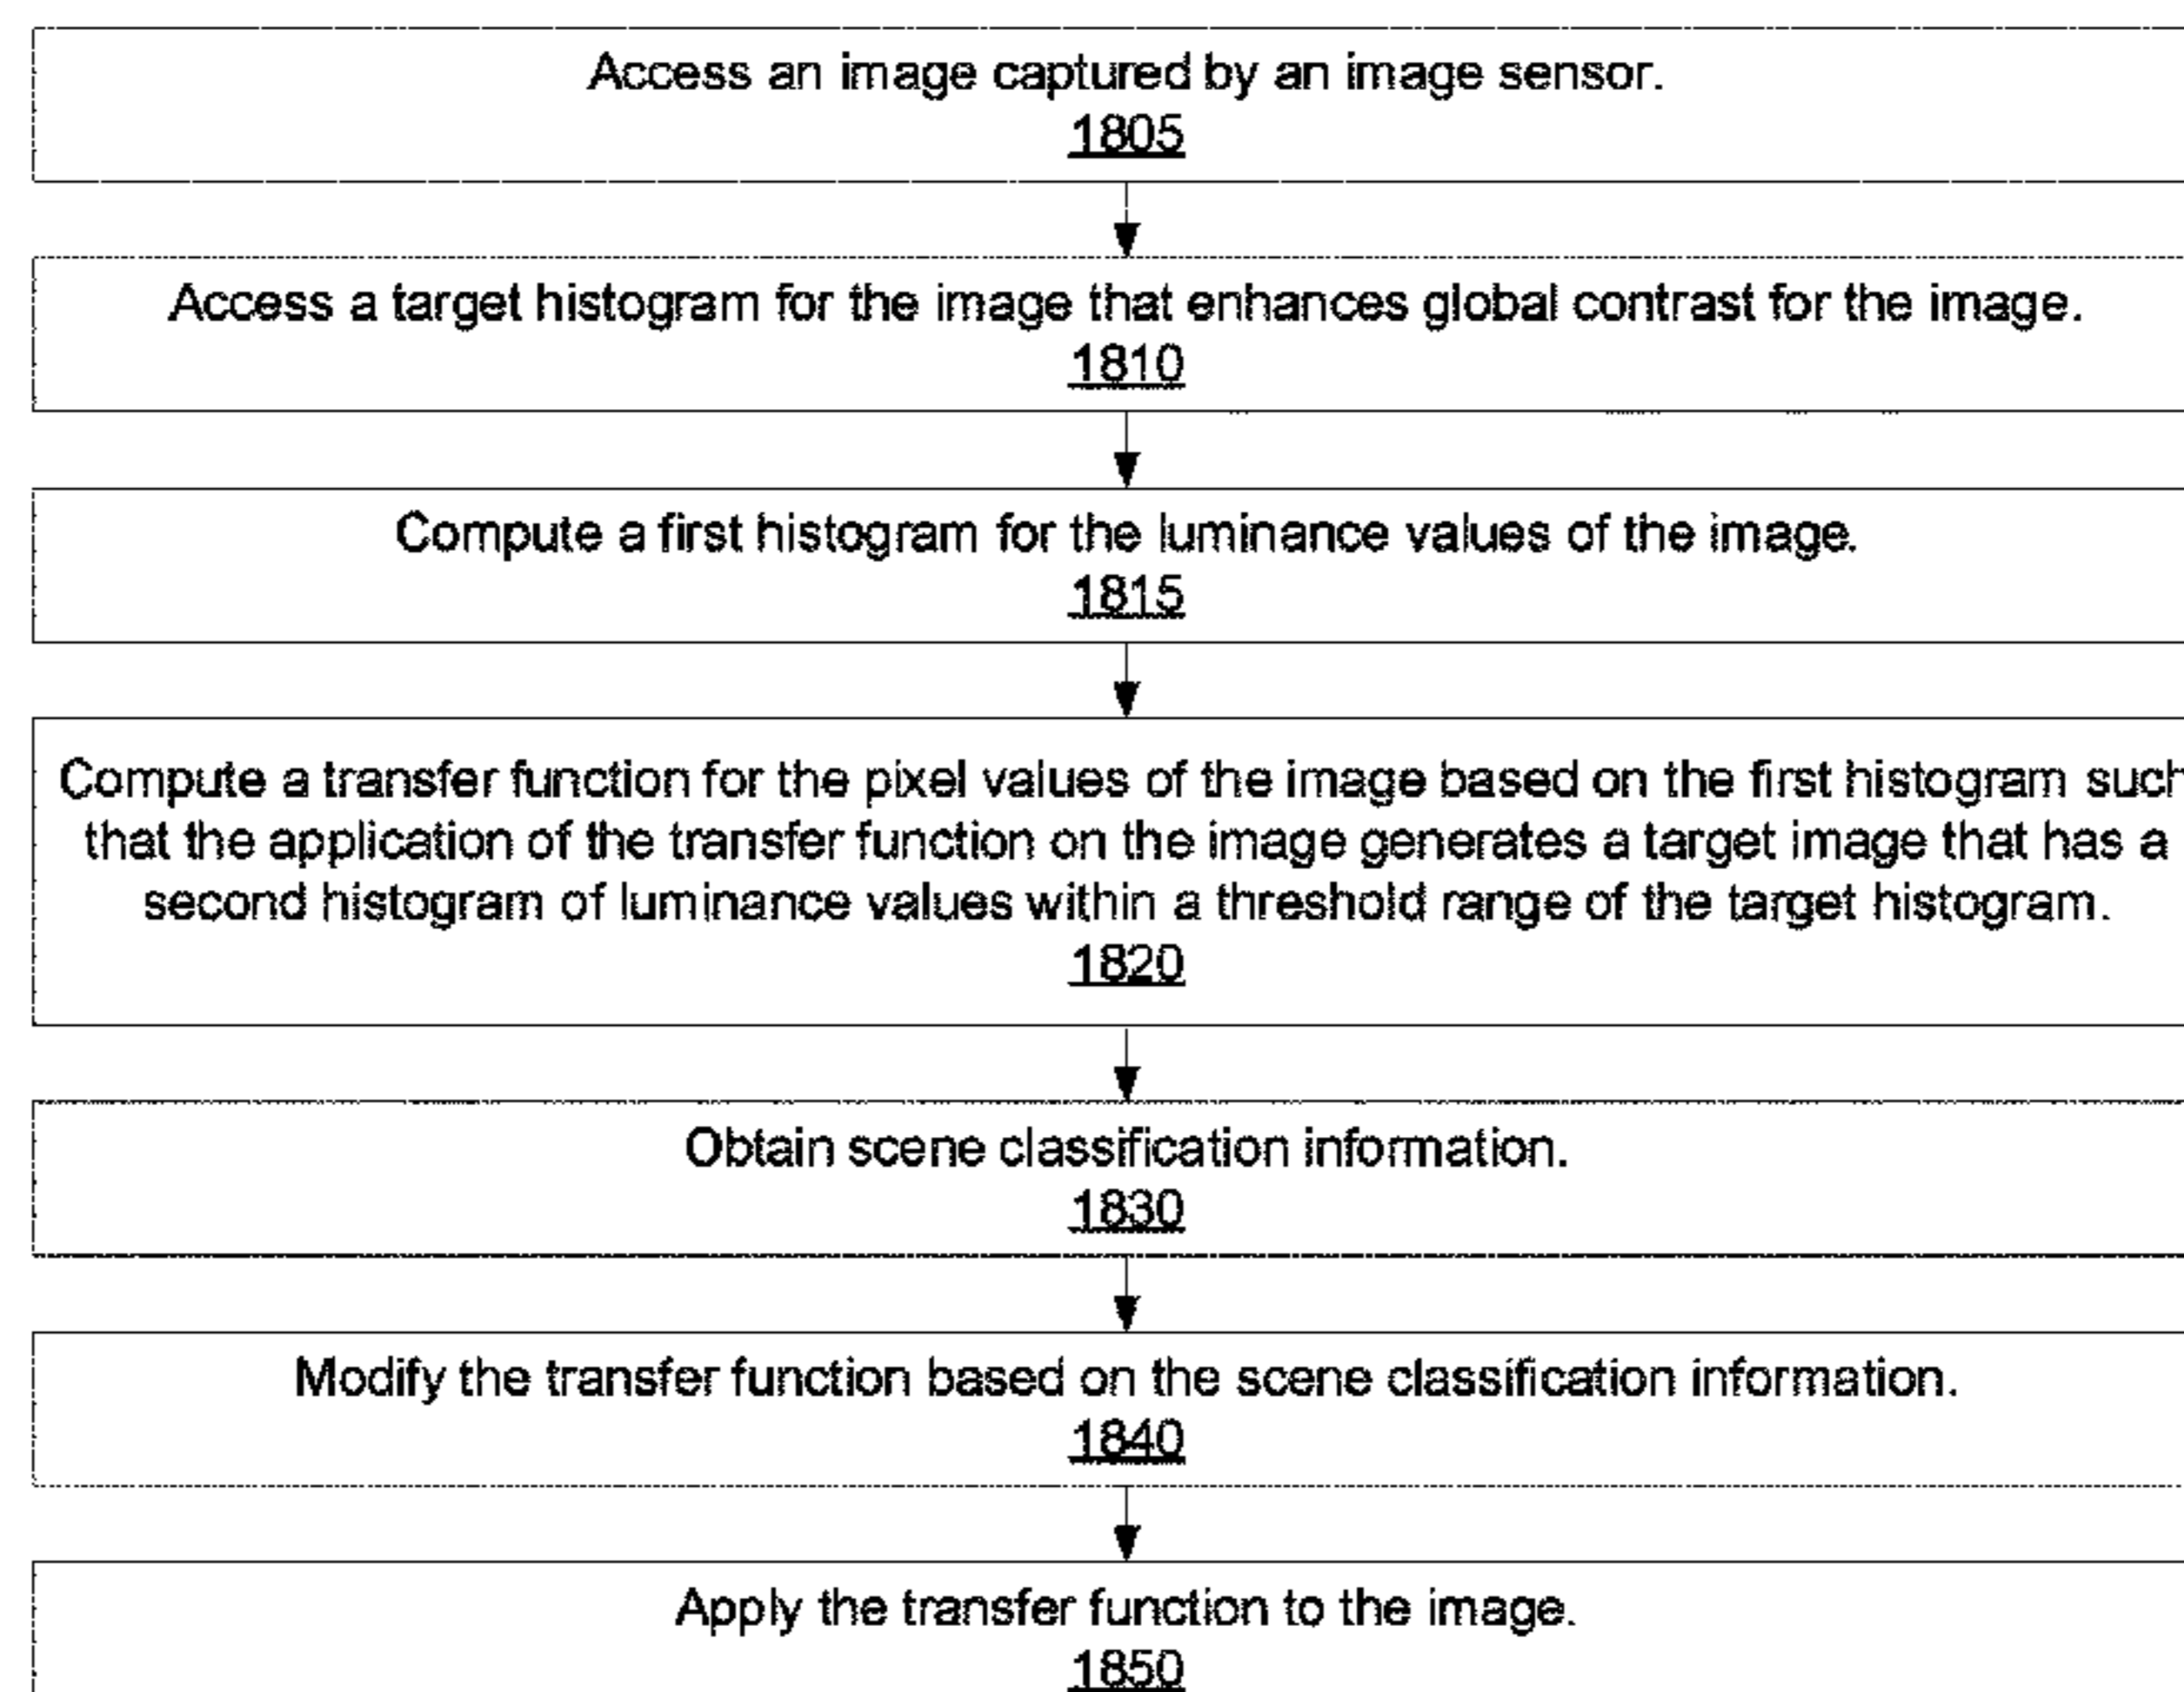 Access an image captured by an image sensor.
1805
Access a target histogram for the image that enhances global contrast for the image.
1810
Compute a first histogram for the luminance values of the image.
1815
Compute a transfer function for the pixel values of the image based on the first histogram such
that the application of the transfer function on the image generates a target image that has a
second histogram of luminance values within a threshold range of the target histogram.
1820
Obtain scene classification information.
1830
Modify the transfer function based on the scene classification information.
1840
Apply the transfer function to the image.
1850